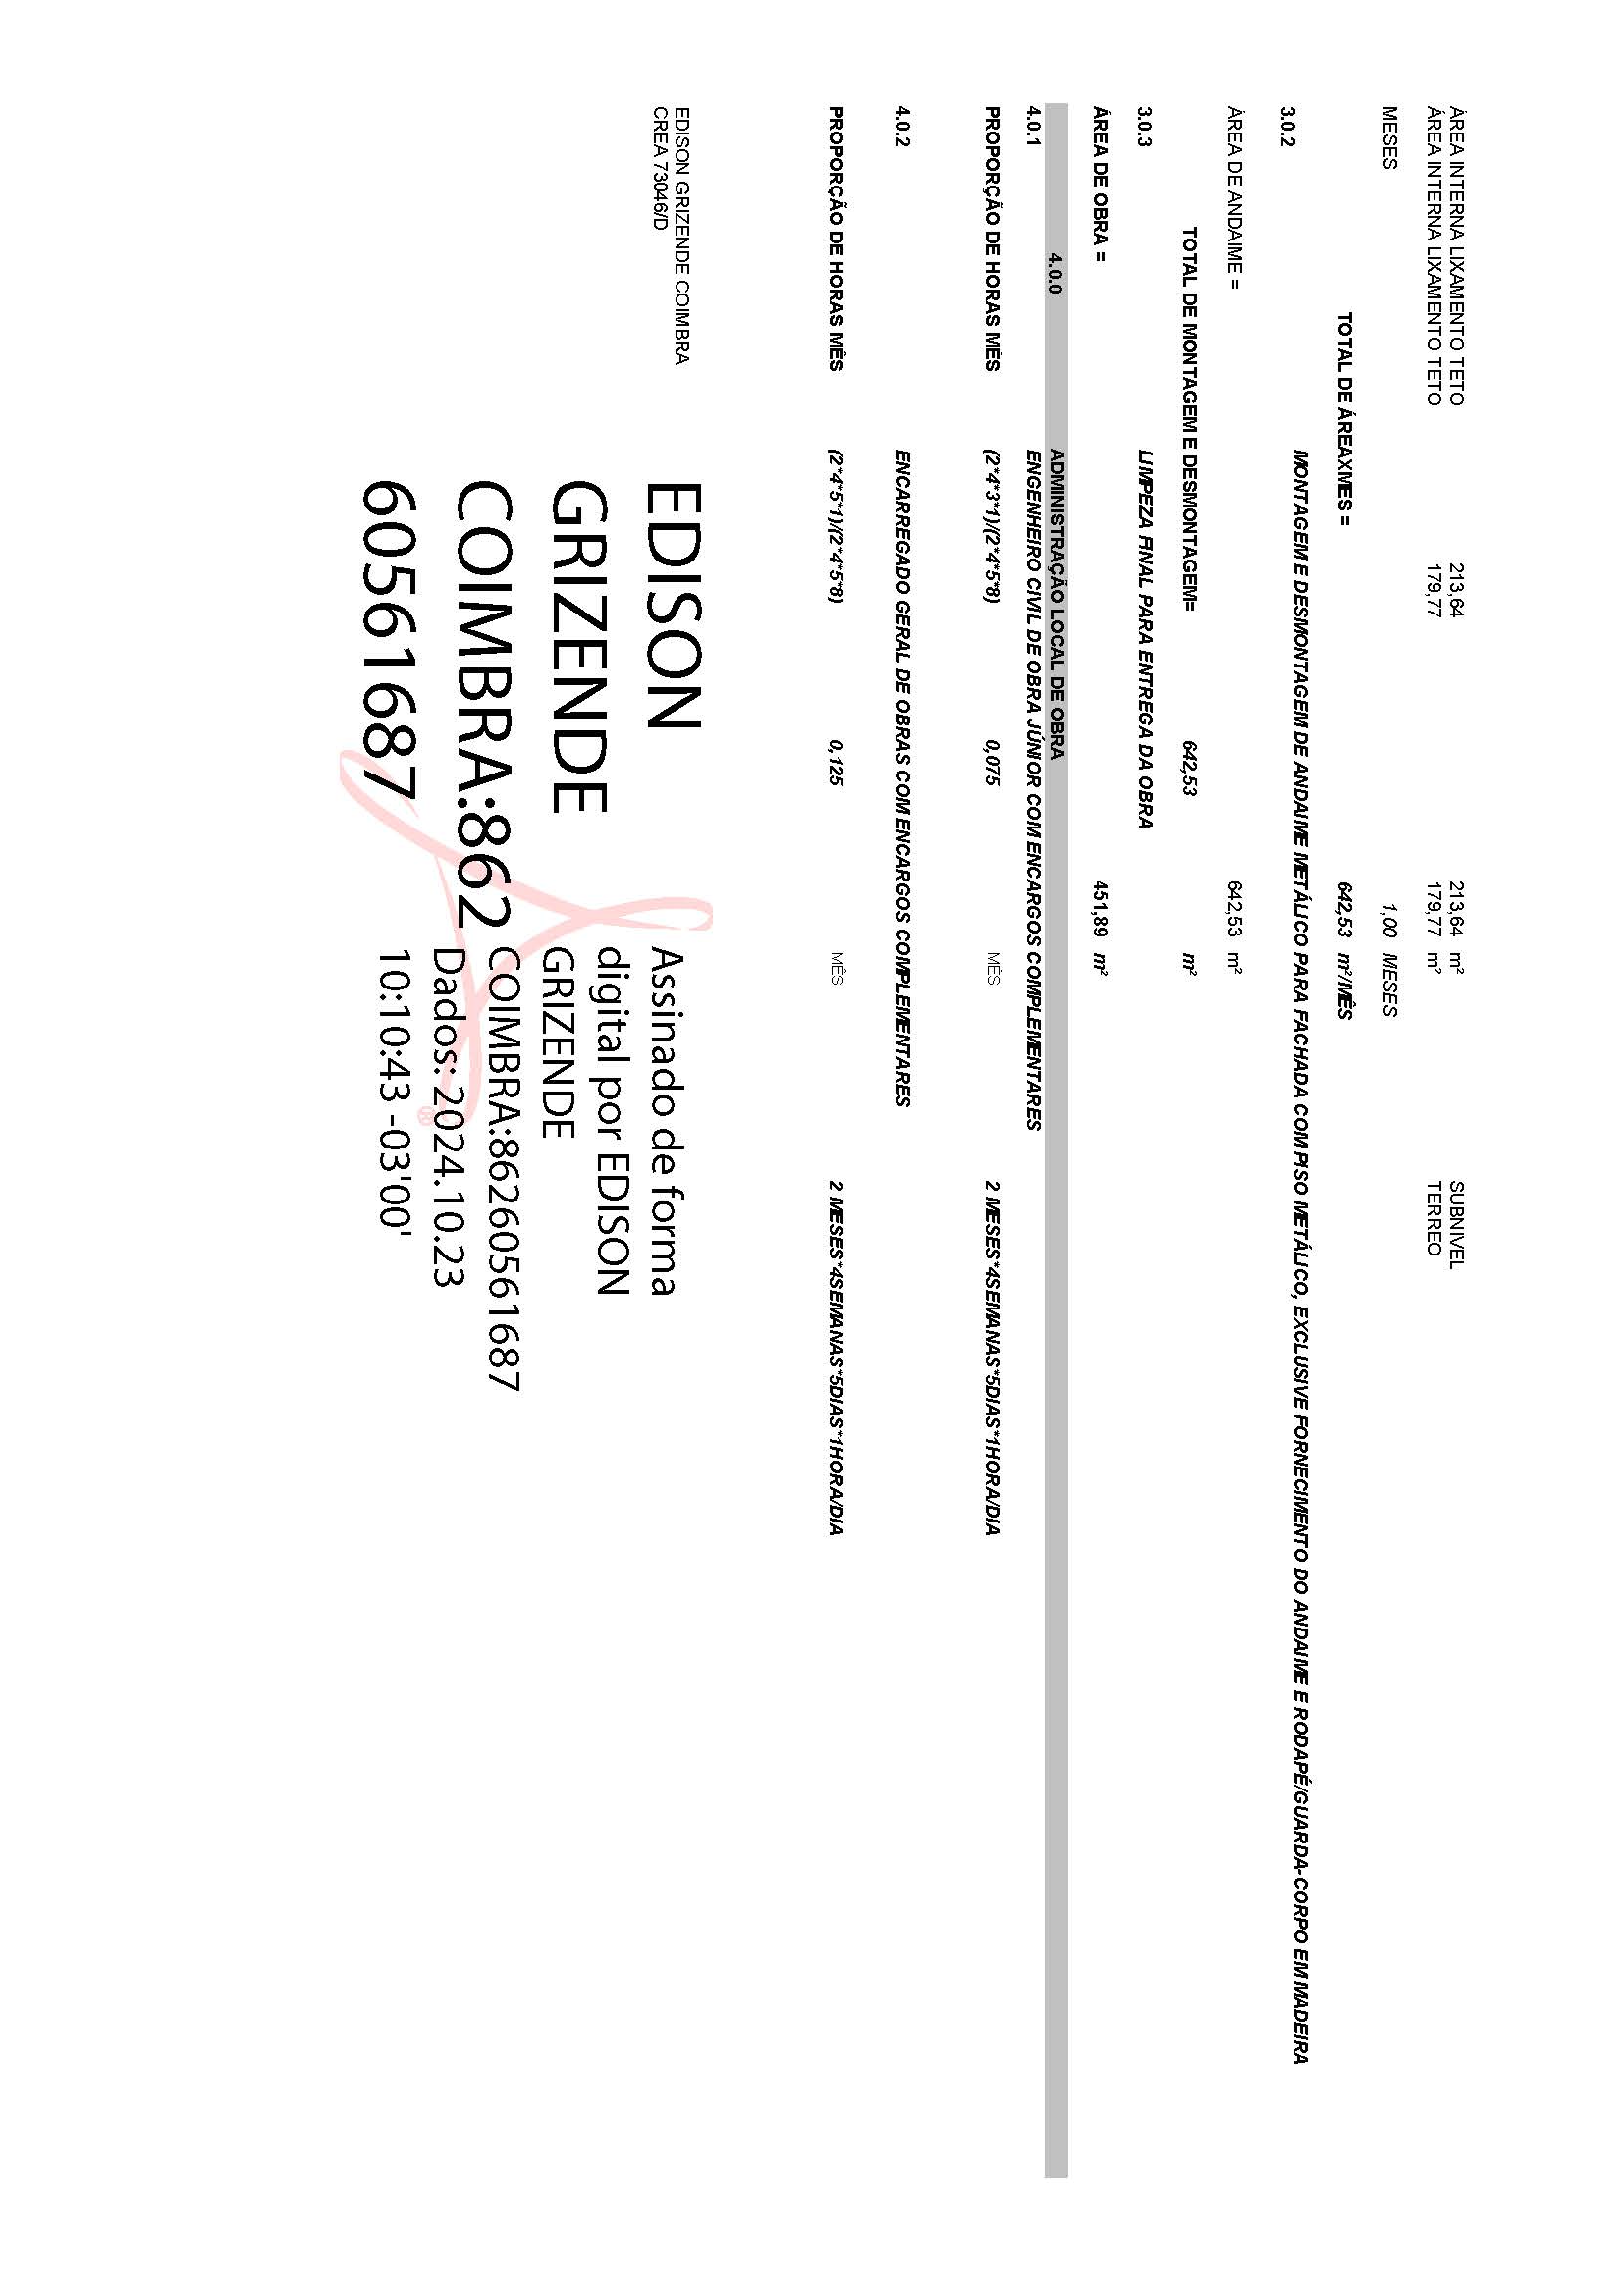 ÁREA INTERNA LIXAMENTO TETO 213,64 213,64 m² SUBNIVEL
ÁREA INTERNA LIXAMENTO TETO 179,77 179,77 m² TERREO
MESES 1,00 MESES
TOTAL DE ÁREAXMES = 642,53 m²/MÊS
3.0.2 MONTAGEM E DESMONTAGEM DE ANDAIME METÁLICO PARA FACHADA COM PISO METÁLICO, EXCLUSIVE FORNECIMENTO DO ANDAIME E RODAPÉ/GUARDA-CORPO EM MADEIRA
ÀREA DE ANDAIME = 642,53 m²
TOTAL DE MONTAGEM E DESMONTAGEM= 642,53 m²
3.0.3 LIMPEZA FINAL PARA ENTREGA DA OBRA
ÁREA DE OBRA = 451,89 m²
4.0.0 ADMINISTRAÇÃO LOCAL DE OBRA
4.0.1 ENGENHEIRO CIVIL DE OBRA JÚNIOR COM ENCARGOS COMPLEMENTARES
PROPORÇÃO DE HORAS MÊS (2*4*3*1)/(2*4*5*8) 0,075 MÊS 2 MESES*4SEMANAS*5DIAS*1HORA/DIA
4.0.2 ENCARREGADO GERAL DE OBRAS COM ENCARGOS COMPLEMENTARES
PROPORÇÃO DE HORAS MÊS (2*4*5*1)/(2*4*5*8) 0,125 MÊS 2 MESES*4SEMANAS*5DIAS*1HORA/DIA
EDISON GRIZENDE COIMBRA
CREA 73046/D
EDISON
GRIZENDE
COIMBRA:862
60561687
Assinado de forma
digital por EDISON
GRIZENDE
COIMBRA:86260561687
Dados: 2024.10.23
10:10:43 -03'00'